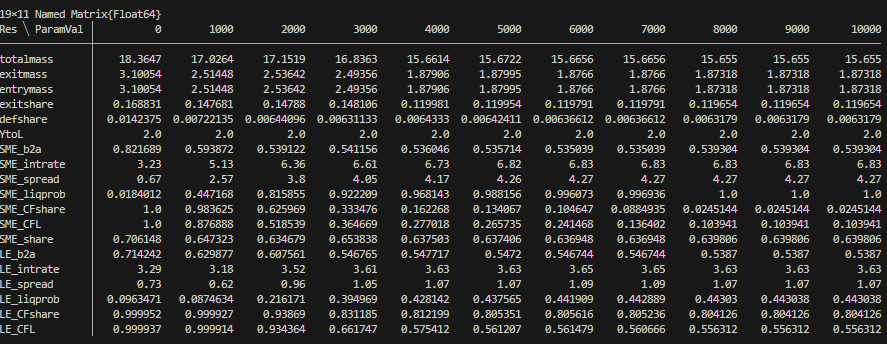 19×11 Named Matrix{Float64}
Res ╲ ParamVal │ 0 1000 2000 3000 4000 5000 6000 7000 8000 9000 10000
totalmass 18.3647 17.0264 17.1519 16.8363 15.6614 15.6722 15.6656 15.6656 15.655 15.655 15.655
exitmass 3.10054 2.51448 2.53642 2.49356 1.87906 1.87995 1.8766 1.8766 1.87318 1.87318 1.87318
entrymass 3.10054 2.51448 2.53642 2.49356 1.87906 1.87995 1.8766 1.8766 1.87318 1.87318 1.87318
exitshare 0.168831 0.147681 0.14788 0.148106 0.119981 0.119954 0.119791 0.119791 0.119654 0.119654 0.119654
defshare 0.0142375 0.00722135 0.00644096 0.00631133 0.0064333 0.00642411 0.00636612 0.00636612 0.0063179 0.0063179 0.0063179
YtoL 2.0 2.0 2.0 2.0 2.0 2.0 2.0 2.0 2.0 2.0 2.0
SME_b2a 0.821689 0.593872 0.539122 0.541156 0.536046 0.535714 0.535039 0.535039 0.539304 0.539304 0.539304
SME_intrate 3.23 5.13 6.36 6.61 6.73 6.82 6.83 6.83 6.83 6.83 6.83
SME_spread 0.67 2.57 3.8 4.05 4.17 4.26 4.27 4.27 4.27 4.27 4.27
SME_liqprob 0.0184012 0.447168 0.815855 0.922209 0.968143 0.988156 0.996073 0.996936 1.0 1.0 1.0
SME_CFshare 1.0 0.983625 0.625969 0.333476 0.162268 0.134067 0.104647 0.0884935 0.0245144 0.0245144 0.0245144
SME_CFL 1.0 0.876888 0.518539 0.364669 0.277018 0.265735 0.241468 0.136402 0.103941 0.103941 0.103941
SME_share 0.706148 0.647323 0.634679 0.653838 0.637503 0.637406 0.636948 0.636948 0.639806 0.639806 0.639806
LE_b2a 0.714242 0.629877 0.607561 0.546765 0.547717 0.5472 0.546744 0.546744 0.5387 0.5387 0.5387
LE_intrate 3.29 3.18 3.52 3.61 3.63 3.63 3.65 3.65 3.63 3.63 3.63
LE_spread 0.73 0.62 0.96 1.05 1.07 1.07 1.09 1.09 1.07 1.07 1.07
LE_liqprob 0.0963471 0.0874634 0.216171 0.394969 0.428142 0.437565 0.441909 0.442889 0.44303 0.443038 0.443038
LE_CFshare 0.999952 0.999927 0.93869 0.831185 0.812199 0.805351 0.805616 0.805236 0.804126 0.804126 0.804126
LE_CFL 0.999937 0.999914 0.934364 0.661747 0.575412 0.561207 0.561479 0.560666 0.556312 0.556312 0.556312